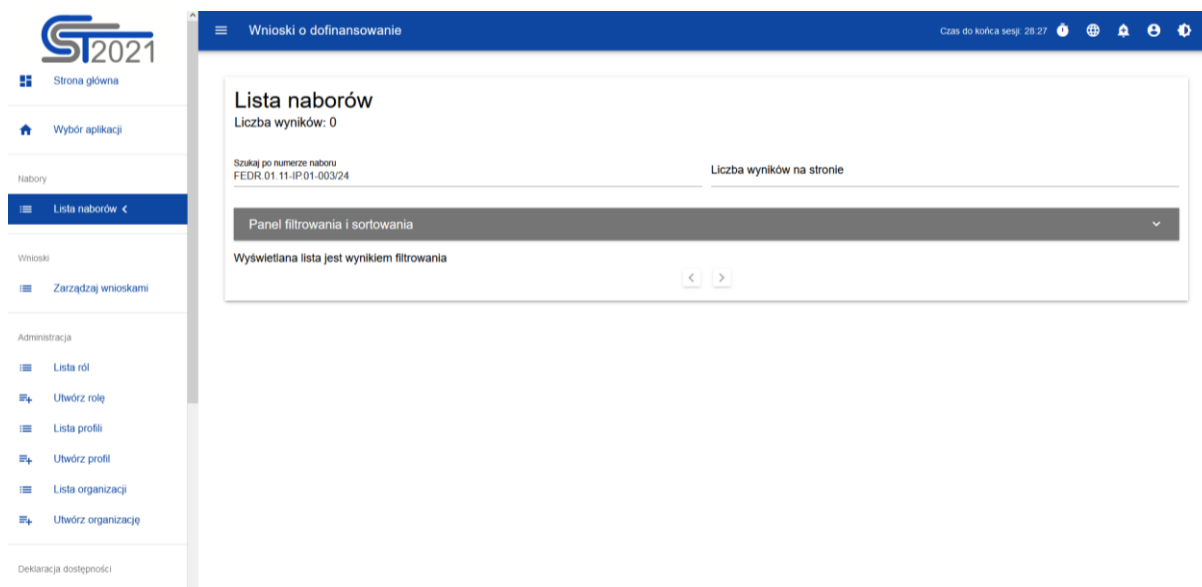 ST2021
Strona główna
Wybór aplikacji
Nabory
Lista naborów
Wnioski
Zarządzaj wnioskami
Administracja
Lista ról
Utwórz rolę
Lista profili
Utwórz profil
Lista organizacji
Utwórz organizację
Deklaracja dostępności
Wnioski o dofinansowanie
Czas do końca sesji: 28:27
Lista naborów
Liczba wyników: 0
Szukaj po numerze naboru
FEDR.01.11-IP.01-003/24
Liczba wyników na stronie
Panel filtrowania i sortowania
Wyświetlana lista jest wynikiem filtrowania